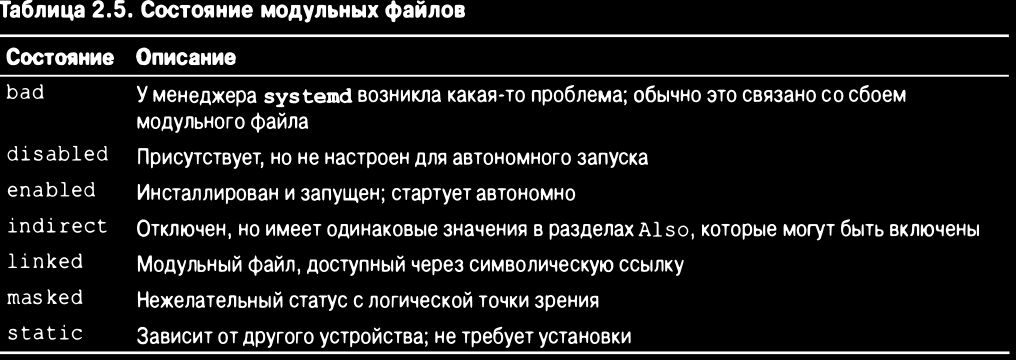 Таблица 2.5. Состояние модульных файлов
Состояние Описание
bad У менеджера systemd возникла какая-то проблема; обычно это связано со сбоем
модульного файла
disabled Присутствует, но не настроен для автономного запуска
enabled Инсталлирован и запущен; стартует автономно
indirect Отключен, но имеет одинаковые значения в разделах Also, которые могут быть включены
linked Модульный файл, доступный через символическую ссылку
masked Нежелательный статус с логической точки зрения
static Зависит от другого устройства; не требует установки